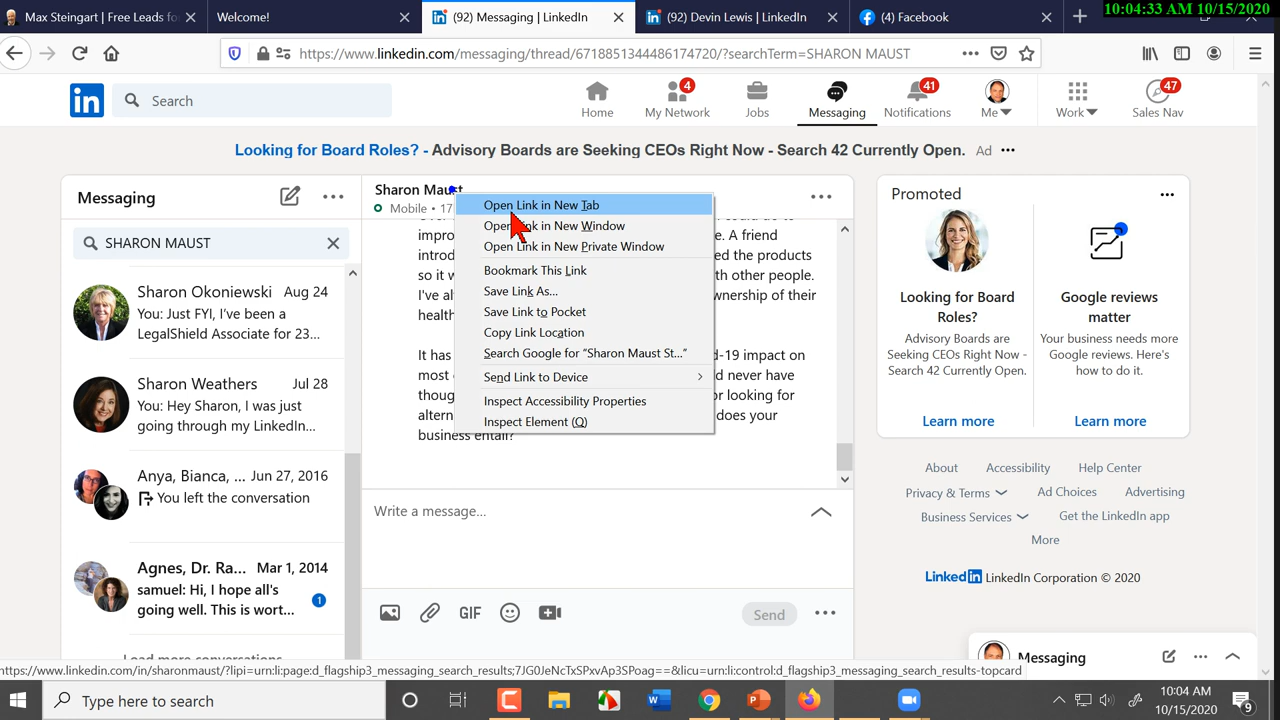 10:04:33 AM 10/15/2020
Max Steingart | Free Leads for
Welcome!
(92) Messaging | LinkedIn
(92) Devin Lewis | LinkedIn
(4) Facebook
https://www.linkedin.com/messaging/thread/6718851344486174720/?searchTerm=SHARON MAUST
in
Search
4
41
47
Home
My Network
Jobs
Messaging
Notifications
Me
Work
Sales Nav
Looking for Board Roles? - Advisory Boards are Seeking CEOs Right Now - Search 42 Currently Open. Ad
Messaging
SHARON MAUST
Sharon Okoniewski Aug 24
You: Just FYI, I've been a
LegalShield Associate for 23...
Sharon Weathers Jul 28
You: Hey Sharon, I was just
going through my LinkedIn...
Anya, Bianca, ... Jun 27, 2016
You left the conversation
Agnes, Dr. Ra... Mar 1, 2014
samuel: Hi, I hope all's
going well. This is wort...
1
Load more conversations
Sharon Maust
Mobile • 17
impro
e. A friend
introd
ed the products
so it w
th other people.
I've al
wnership of their
healt
It has
d-19 impact on
most
d never have
thoug
or looking for
altern
does your
business entail?
Open Link in New Tab
Open Link in New Window
Open Link in New Private Window
Bookmark This Link
Save Link As...
Save Link to Pocket
Copy Link Location
Search Google for “Sharon Maust St...”
Send Link to Device
Inspect Accessibility Properties
Inspect Element (Q)
Write a message...
GIF
Send
Promoted
Looking for Board
Roles?
Advisory Boards are
Seeking CEOs Right Now -
Search 42 Currently Open.
Learn more
Google reviews
matter
Your business needs more
Google reviews. Here's
how to do it.
Learn more
About Accessibility Help Center
Privacy & Terms Ad Choices Advertising
Business Services Get the LinkedIn app
More
LinkedIn LinkedIn Corporation © 2020
Messaging
https://www.linkedin.com/in/sharonmaust/?lipi=urn:li:page:d_flagship3_messaging_search_results;7JG0JeNcTxSPxvAp3SPoag==&licu=urn:li:control:d_flagship3_messaging_search_results-topcard
Type here to search
10:04 AM
10/15/2020
9